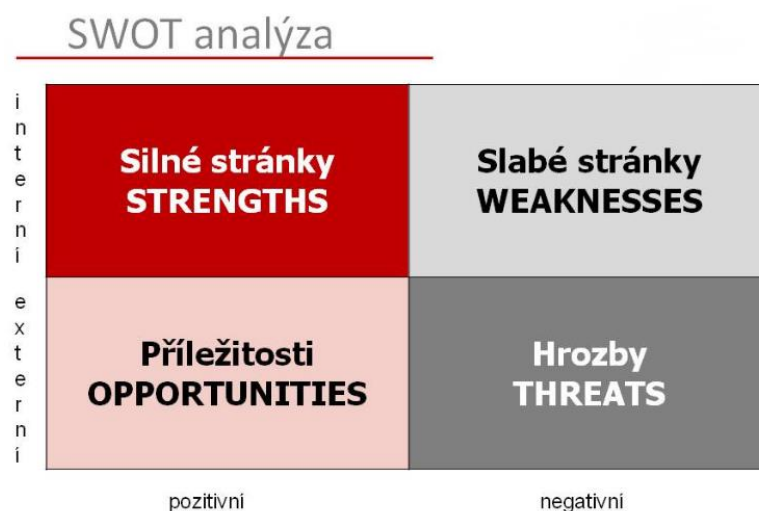 SWOT analýza
interní
Silné stránky
STRENGTHS
Slabé stránky
WEAKNESSES
externí
Příležitosti
OPPORTUNITIES
Hrozby
THREATS
pozitivní
negativní